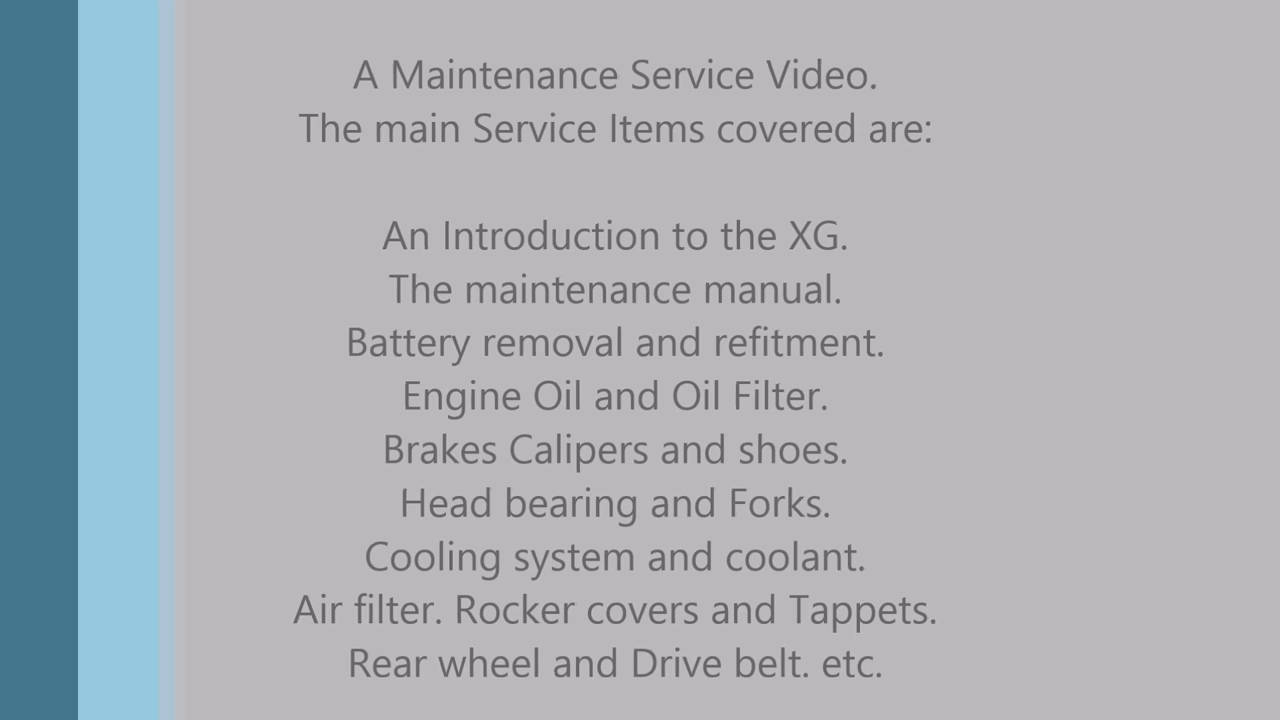 A Maintenance Service Video.
The main Service Items covered are:
An Introduction to the XG.
The maintenance manual.
Battery removal and refitment.
Engine Oil and Oil Filter.
Brakes Calipers and shoes.
Head bearing and Forks.
Cooling system and coolant.
Air filter. Rocker covers and Tappets.
Rear wheel and Drive belt. etc.